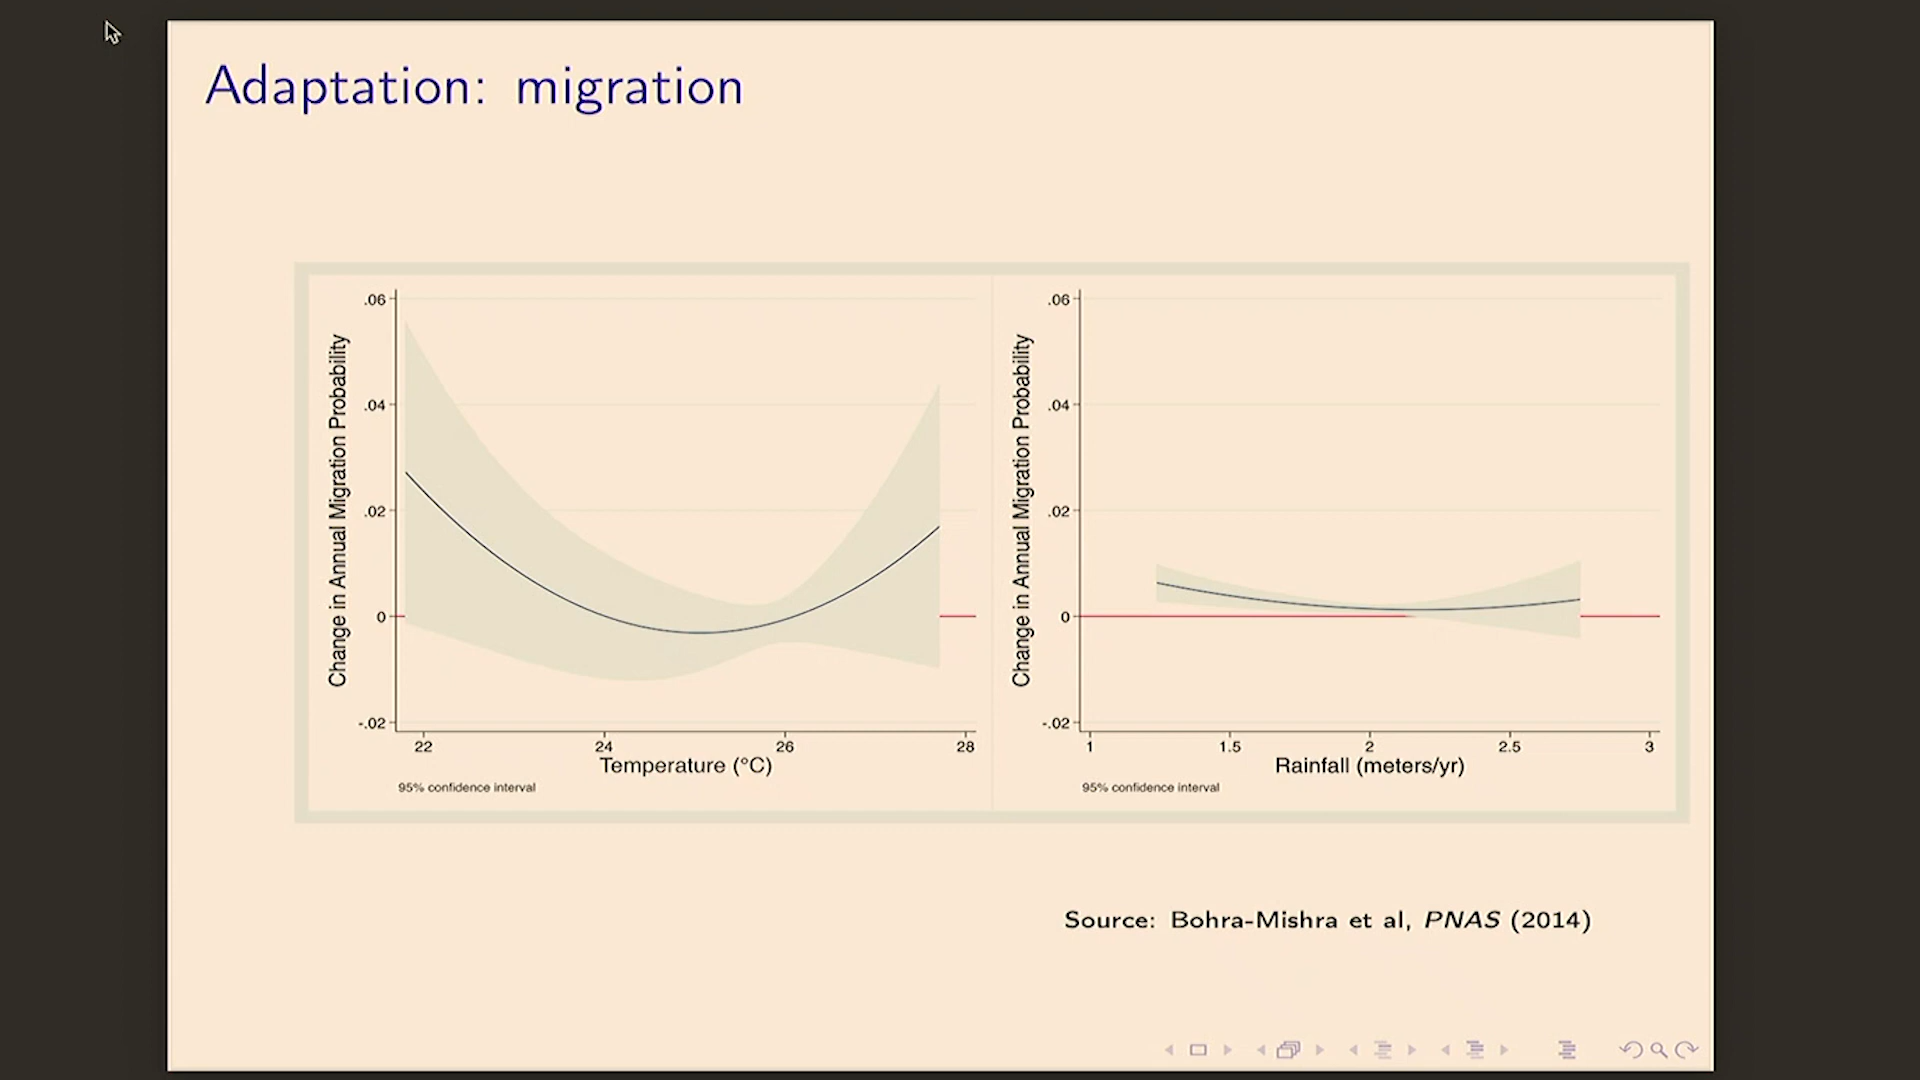 Adaptation: migration
Change in Annual Migration Probability
.06
.04
.02
0
-.02
22
24
26
28
Temperature (°C)
95% confidence interval
Change in Annual Migration Probability
.06
.04
.02
0
-.02
1
1.5
2
2.5
3
Rainfall (meters/yr)
95% confidence interval
Source: Bohra-Mishra et al, PNAS (2014)